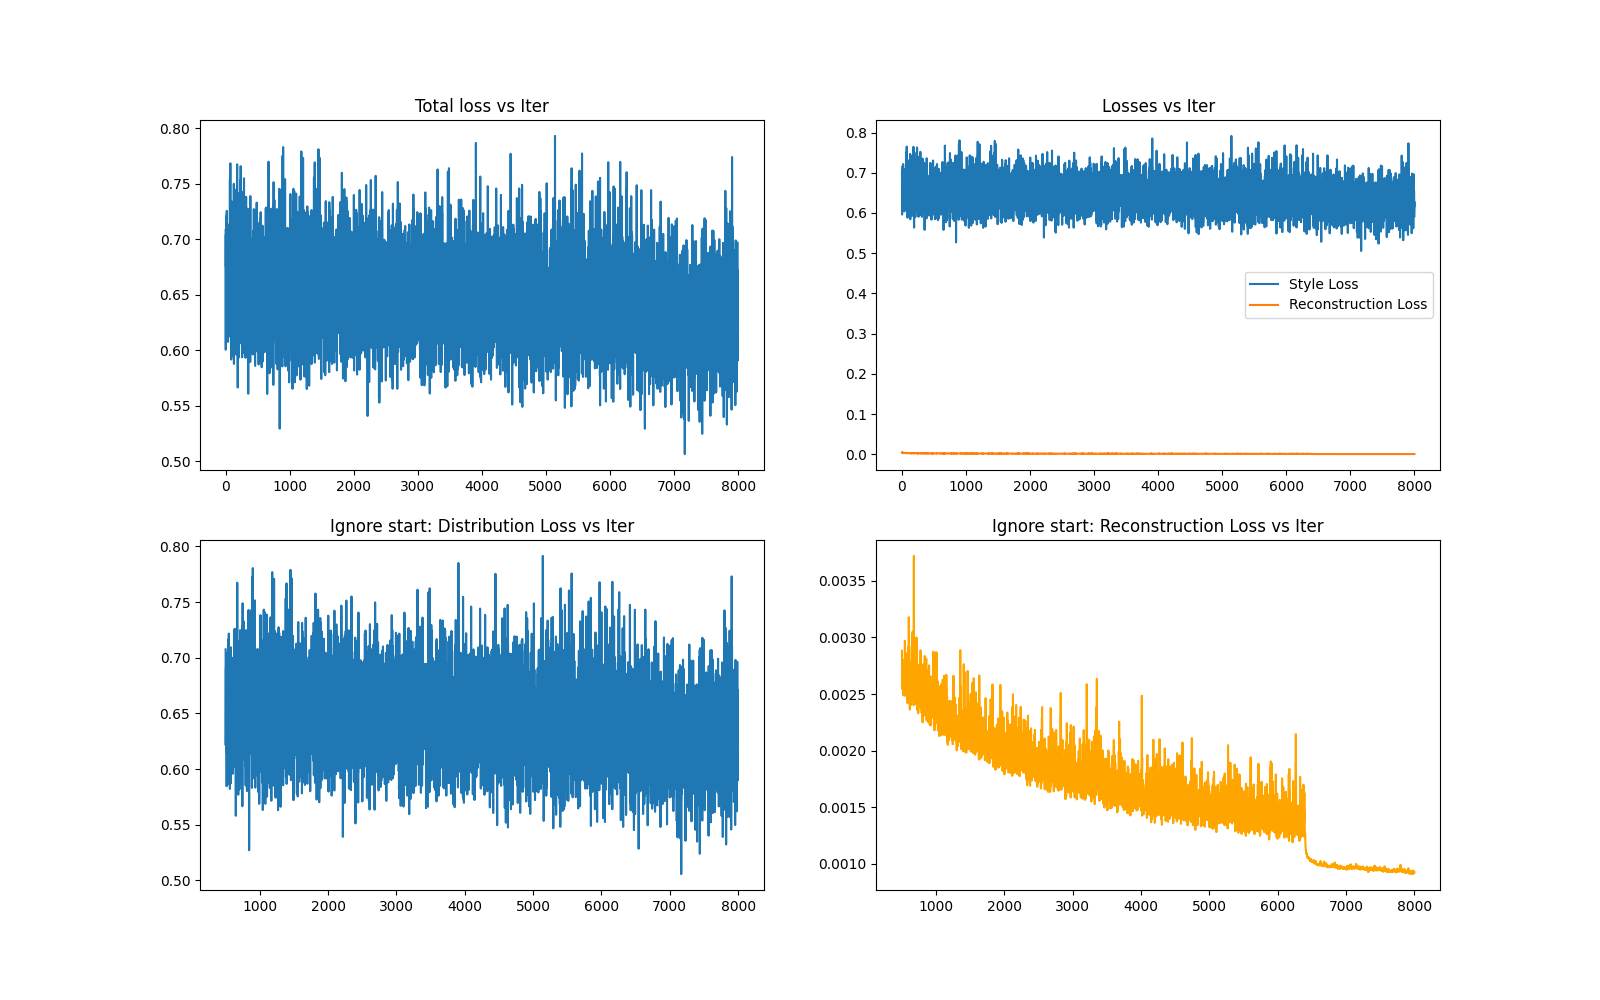 Total loss vs Iter
0.80
0.75
0.70
0.65
0.60
0.55
0.50
0 1000 2000 3000 4000 5000 6000 7000 8000
Losses vs Iter
0.8
0.7
0.6
0.5
0.4
0.3
0.2
0.1
0.0
Style Loss
Reconstruction Loss
0 1000 2000 3000 4000 5000 6000 7000 8000
Ignore start: Distribution Loss vs Iter
0.80
0.75
0.70
0.65
0.60
0.55
0.50
1000 2000 3000 4000 5000 6000 7000 8000
Ignore start: Reconstruction Loss vs Iter
0.0035
0.0030
0.0025
0.0020
0.0015
0.0010
1000 2000 3000 4000 5000 6000 7000 8000